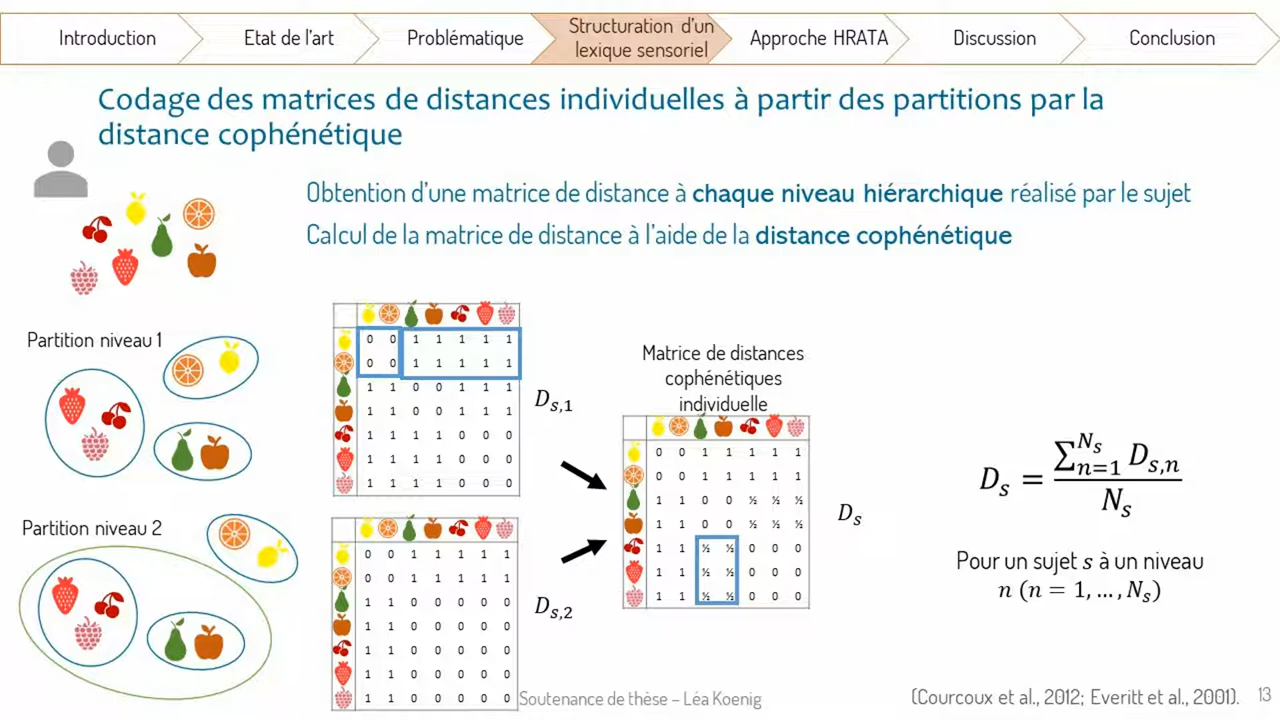 Introduction
Etat de l'art
Problématique
Structuration d'un
lexique sensoriel
Approche HRATA
Discussion
Conclusion
Codage des matrices de distances individuelles à partir des partitions par la
distance cophénétique
Obtention d'une matrice de distance à chaque niveau hiérarchique réalisé par le sujet
Calcul de la matrice de distance à l'aide de la distance cophénétique
Partition niveau 1
0 0 1 1 1 1 1
0 0 1 1 1 1 1
1 1 0 0 1 1 1
1 1 0 0 1 1 1
1 1 1 1 0 0 0
1 1 1 1 0 0 0
1 1 1 1 0 0 0
D_{s,1}
Partition niveau 2
0 0 1 1 1 1 1
0 0 1 1 1 1 1
1 1 0 0 0 0 0
1 1 0 0 0 0 0
1 1 0 0 0 0 0
1 1 0 0 0 0 0
1 1 0 0 0 0 0
D_{s,2}
Matrice de distances
cophénétiques
individuelle
0 0 1 1 1 1 1
0 0 1 1 1 1 1
1 1 0 0 ½ ½ ½
1 1 0 0 ½ ½ ½
1 1 ½ ½ 0 0 0
1 1 ½ ½ 0 0 0
1 1 ½ ½ 0 0 0
D_s
D_s = \frac{\sum_{n=1}^{N_s} D_{s,n}}{N_s}
Pour un sujet s à un niveau
n (n = 1, ..., N_s)
Soutenance de thèse – Léa Koenig
(Courcoux et al., 2012; Everitt et al., 2001).
13